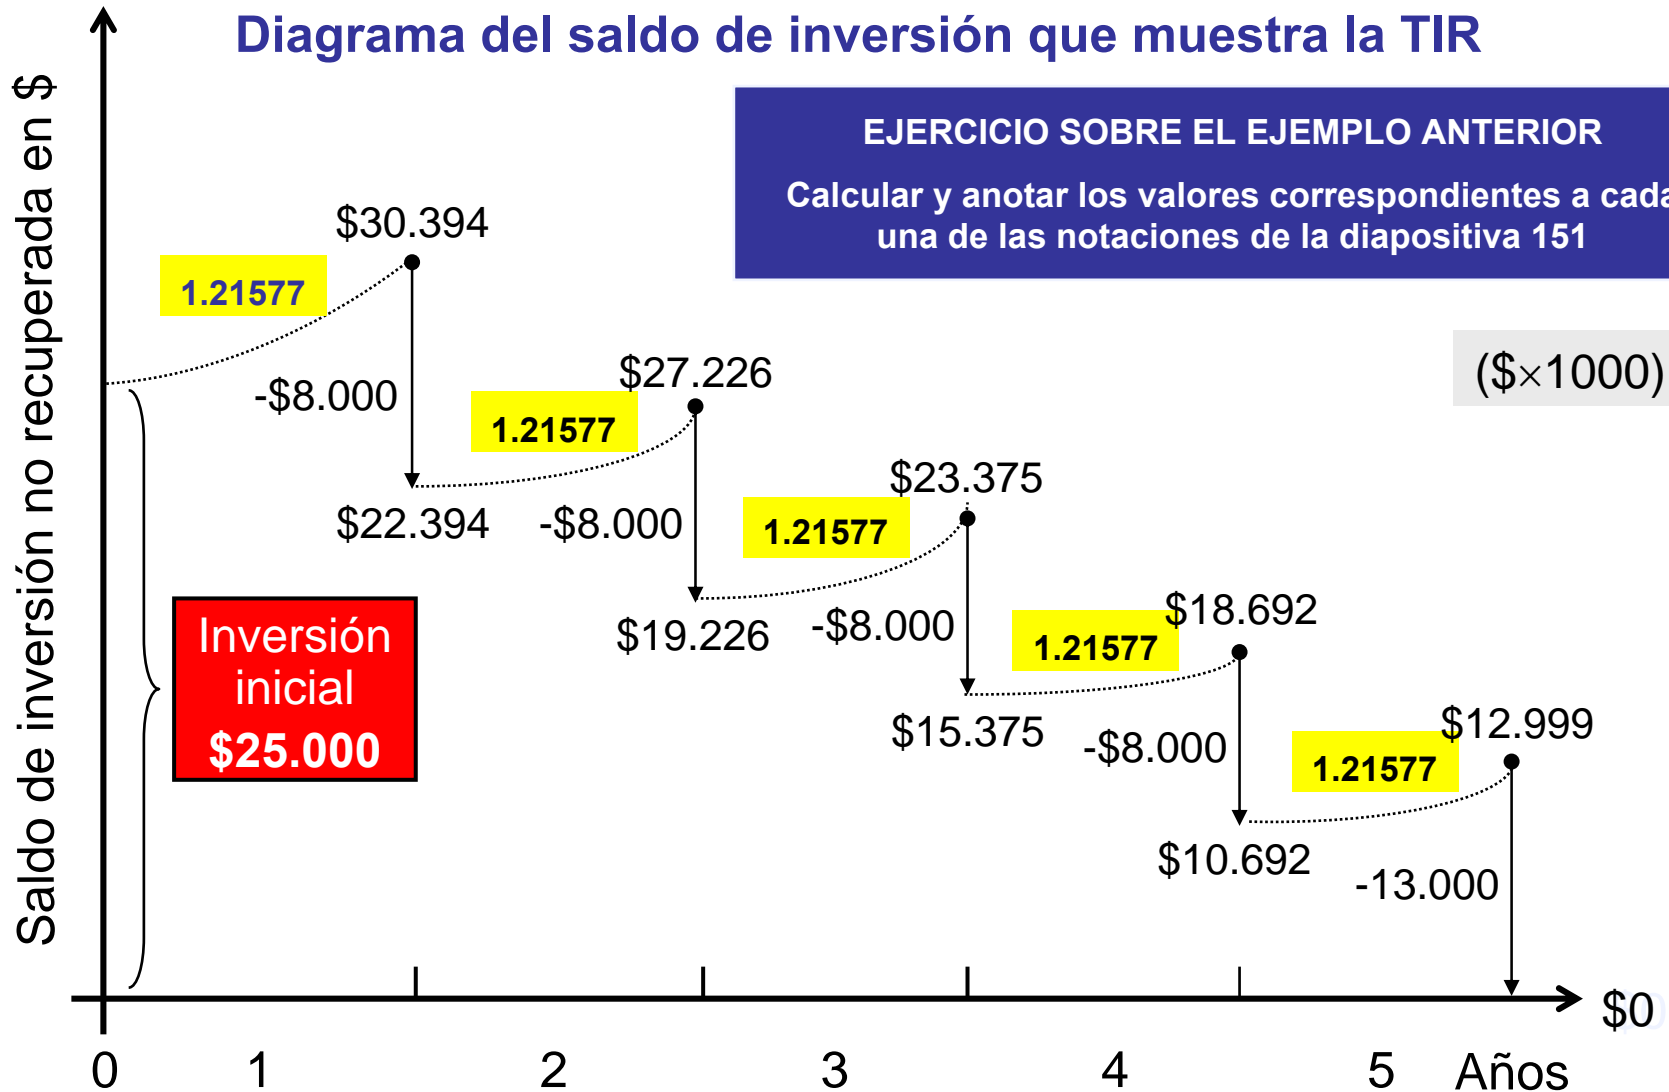 Diagrama del saldo de inversión que muestra la TIR
Saldo de inversión no recuperada en $
EJERCICIO SOBRE EL EJEMPLO ANTERIOR
Calcular y anotar los valores correspondientes a cada
una de las notaciones de la diapositiva 151
($×1000)
$30.394
1.21577
-$8.000
$22.394
$27.226
1.21577
-$8.000
$19.226
$23.375
1.21577
-$8.000
$15.375
$18.692
1.21577
-$8.000
$10.692
$12.999
1.21577
-13.000
Inversión
inicial
$25.000
$0
0 1 2 3 4 5 Años